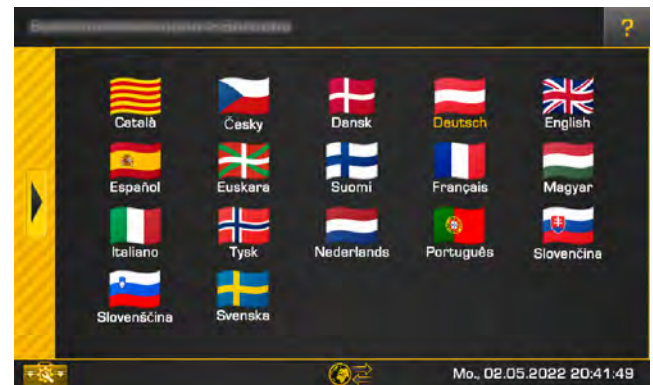 ?
Català Česky Dansk Deutsch English
Español Euskara Suomi Français Magyar
Italiano Tysk Nederlands Português Slovenčina
Slovenščina Svenska
Mo., 02.05.2022 20:41:49